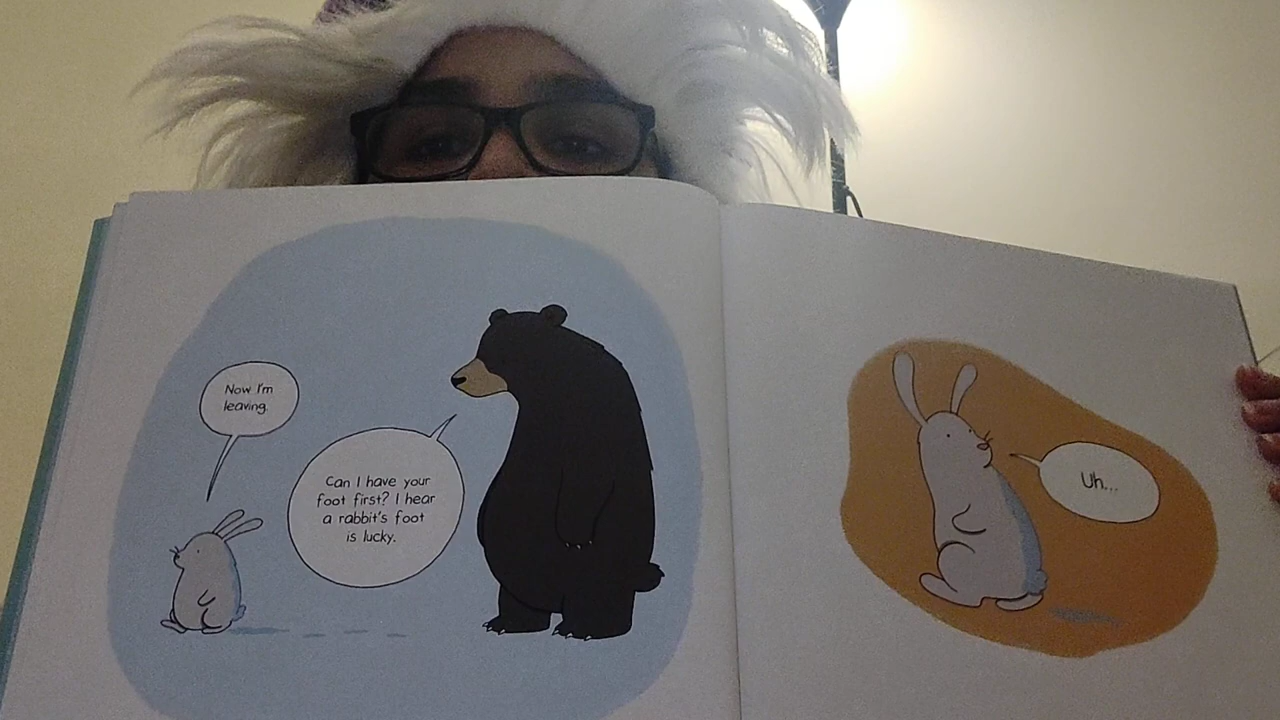 Now I'm
leaving.
Can I have your
foot first? I hear
a rabbit's foot
is lucky.
Uh...